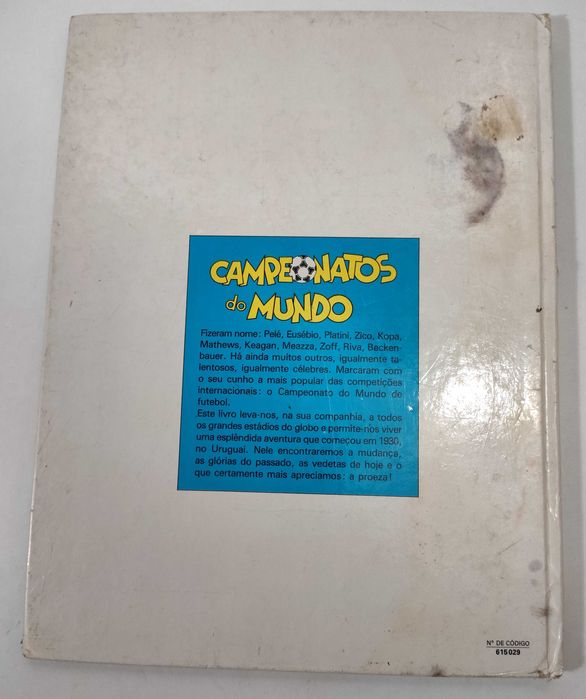 CAMPEONATOS
do MUNDO
Fizeram nome: Pelé, Eusébio, Platini, Zico, Kopa,
Mathews, Keagan, Meazza, Zoff, Riva, Becken-
bauer. Há ainda muitos outros, igualmente ta-
lentosos, igualmente célebres. Marcaram com
o seu cunho a mais popular das competições
internacionais: o Campeonato do Mundo de
futebol.
Este livro leva-nos, na sua companhia, a todos
os grandes estádios do globo e permite-nos viver
uma esplêndida aventura que começou em 1930,
no Uruguai. Nele encontraremos a mudança,
as glórias do passado, as vedetas de hoje e o
que certamente mais apreciamos: a proeza!
Nº DE CÓDIGO
615029